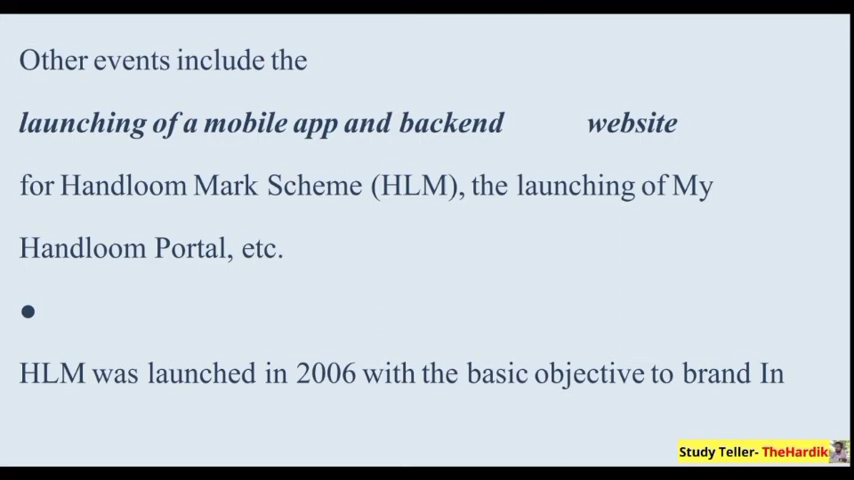 Other events include the
launching of a mobile app and backend website
for Handloom Mark Scheme (HLM), the launching of My
Handloom Portal, etc.
●
HLM was launched in 2006 with the basic objective to brand In
Study Teller- TheHardik